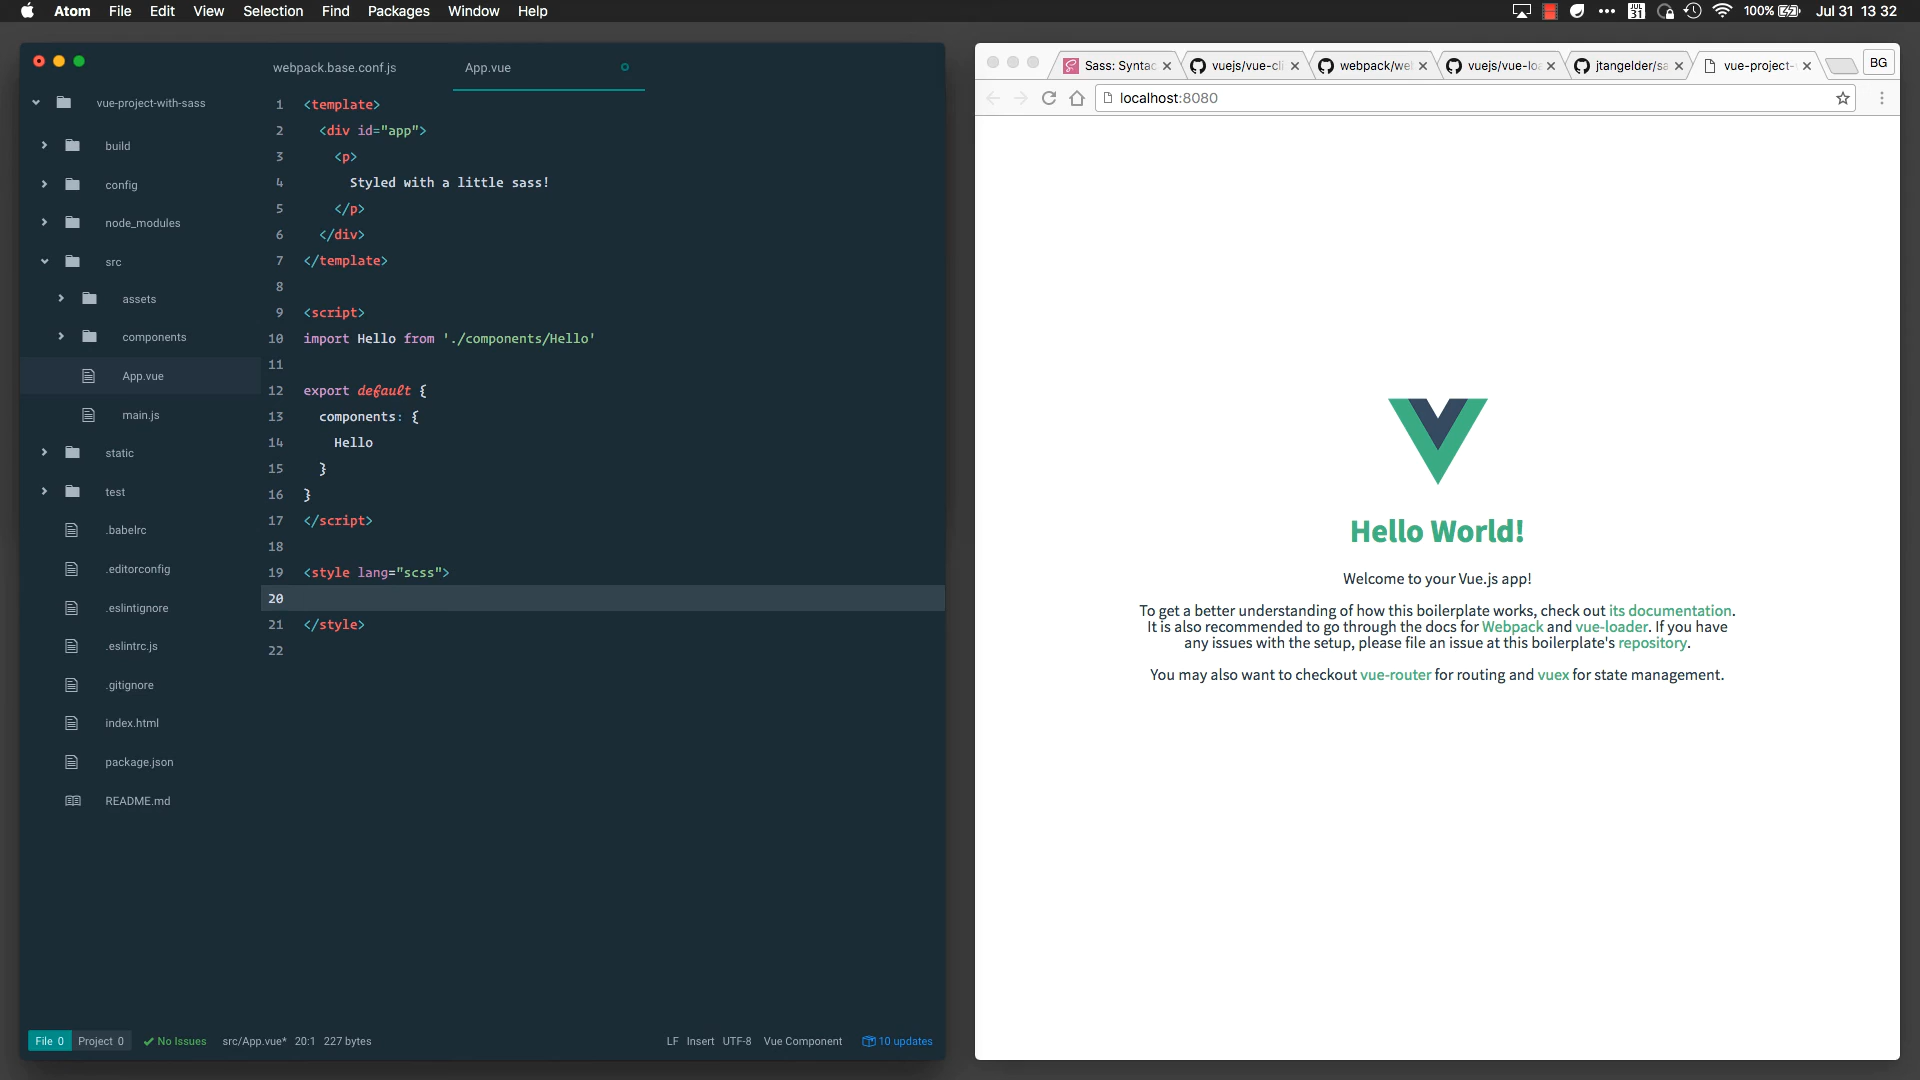 Atom File Edit View Selection Find Packages Window Help
JUL 31 100% Jul 31 13 32
webpack.base.conf.js App.vue
vue-project-with-sass
build
config
node_modules
src
assets
components
App.vue
main.js
static
test
.babelrc
.editorconfig
.eslintignore
.eslintrc.js
.gitignore
index.html
package.json
README.md
1 <template>
2 <div id="app">
3 <p>
4 Styled with a little sass!
5 </p>
6 </div>
7 </template>
8
9 <script>
10 import Hello from './components/Hello'
11
12 export default {
13 components: {
14 Hello
15 }
16 }
17 </script>
18
19 <style lang="scss">
20
21 </style>
22
File 0 Project 0 No Issues src/App.vue* 20:1 227 bytes LF Insert UTF-8 Vue Component 10 updates
Sass: Syntac vuejs/vue-cli webpack/we vuejs/vue-loa jtangelder/sa vue-project- BG
localhost:8080
Hello World!
Welcome to your Vue.js app!
To get a better understanding of how this boilerplate works, check out its documentation.
It is also recommended to go through the docs for Webpack and vue-loader. If you have
any issues with the setup, please file an issue at this boilerplate's repository.
You may also want to checkout vue-router for routing and vuex for state management.